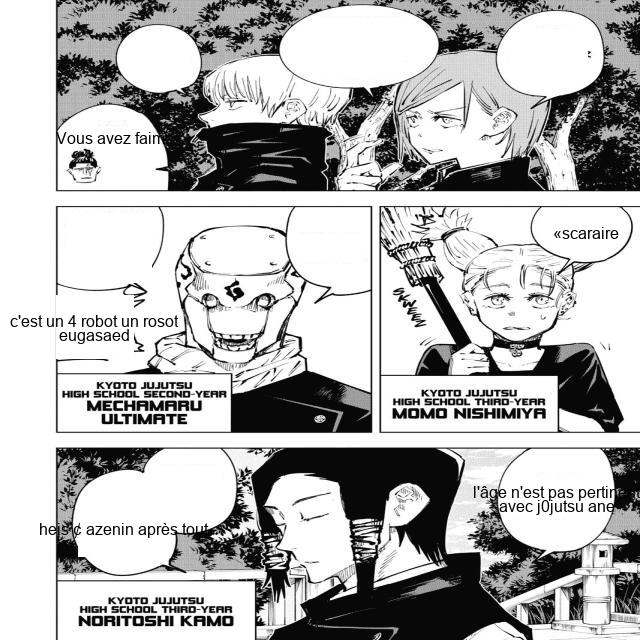 Vous avez faim
c'est un 4 robot un rosot
eugasaed
KYOTO JUJUTSU
HIGH SCHOOL SECOND-YEAR
MECHAMARU
ULTIMATE
«scaraire
KYOTO JUJUTSU
HIGH SCHOOL THIRD-YEAR
MOMO NISHIMIYA
l'âge n'est pas pertin
avec j0jutsu ane
azenin après tout
KYOTO JUJUTSU
HIGH SCHOOL THIRD-YEAR
NORITOSHI KAMO